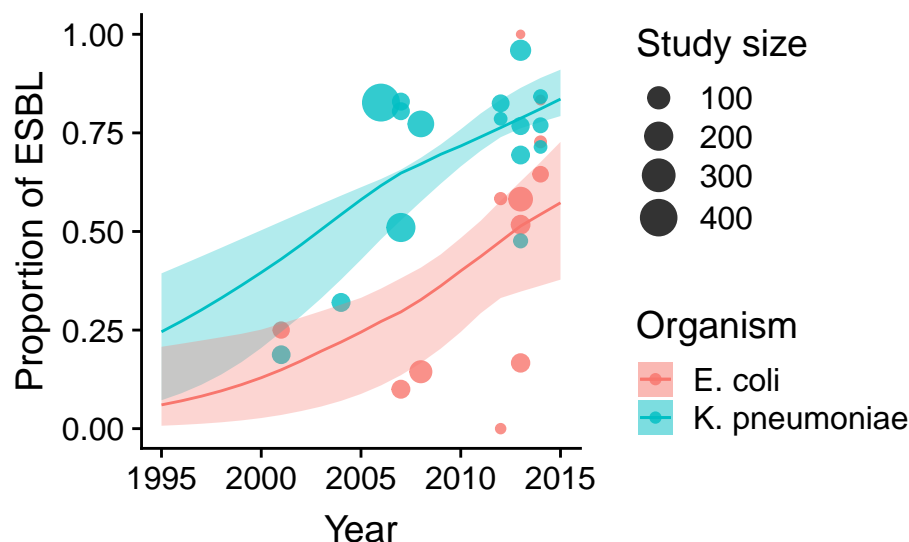 Proportion of ESBL
1.00
0.75
0.50
0.25
0.00
1995 2000 2005 2010 2015
Year
Study size
100
200
300
400
Organism
E. coli
K. pneumoniae